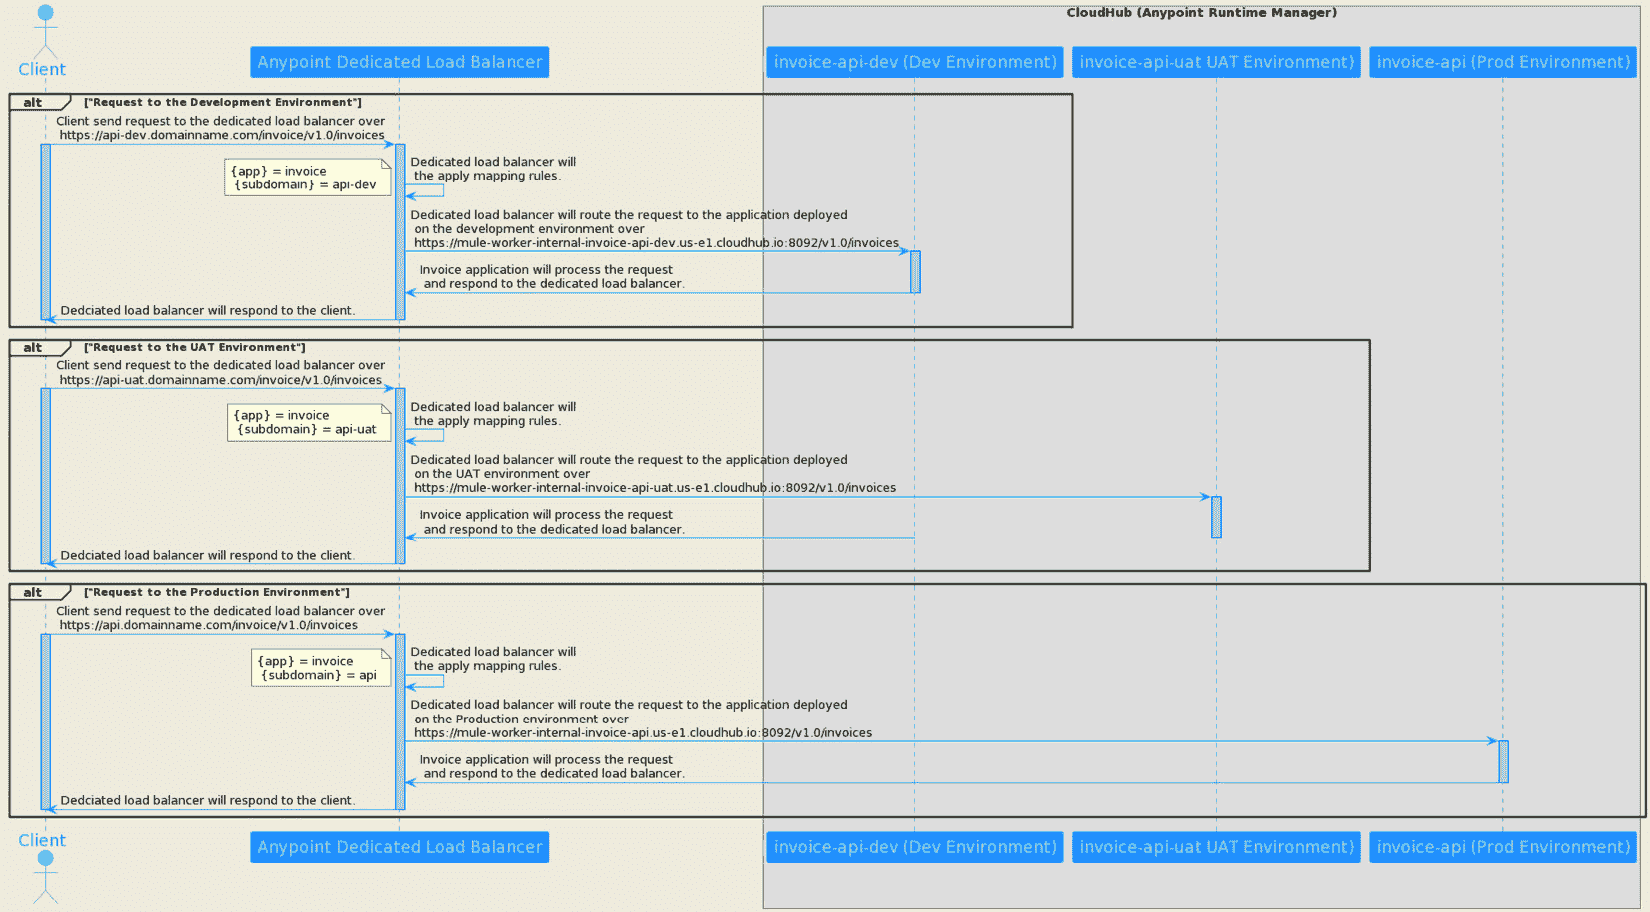 CloudHub (Anypoint Runtime Manager)
Client
Anypoint Dedicated Load Balancer
invoice-api-dev (Dev Environment)
invoice-api-uat UAT Environment)
invoice-api (Prod Environment)
alt
["Request to the Development Environment"]
Client send request to the dedicated load balancer over
https://api-dev.domainname.com/invoice/v1.0/invoices
{app} = invoice
{subdomain} = api-dev
Dedicated load balancer will
the apply mapping rules.
Dedicated load balancer will route the request to the application deployed
on the development environment over
https://mule-worker-internal-invoice-api-dev.us-e1.cloudhub.io:8092/v1.0/invoices
Invoice application will process the request
and respond to the dedicated load balancer.
Dedciated load balancer will respond to the client.
alt
["Request to the UAT Environment"]
Client send request to the dedicated load balancer over
https://api-uat.domainname.com/invoice/v1.0/invoices
{app} = invoice
{subdomain} = api-uat
Dedicated load balancer will
the apply mapping rules.
Dedicated load balancer will route the request to the application deployed
on the UAT environment over
https://mule-worker-internal-invoice-api-uat.us-e1.cloudhub.io:8092/v1.0/invoices
Invoice application will process the request
and respond to the dedicated load balancer.
Dedciated load balancer will respond to the client.
alt
["Request to the Production Environment"]
Client send request to the dedicated load balancer over
https://api.domainname.com/invoice/v1.0/invoices
{app} = invoice
{subdomain} = api
Dedicated load balancer will
the apply mapping rules.
Dedicated load balancer will route the request to the application deployed
on the Production environment over
https://mule-worker-internal-invoice-api.us-e1.cloudhub.io:8092/v1.0/invoices
Invoice application will process the request
and respond to the dedicated load balancer.
Dedciated load balancer will respond to the client.
Client
Anypoint Dedicated Load Balancer
invoice-api-dev (Dev Environment)
invoice-api-uat UAT Environment)
invoice-api (Prod Environment)